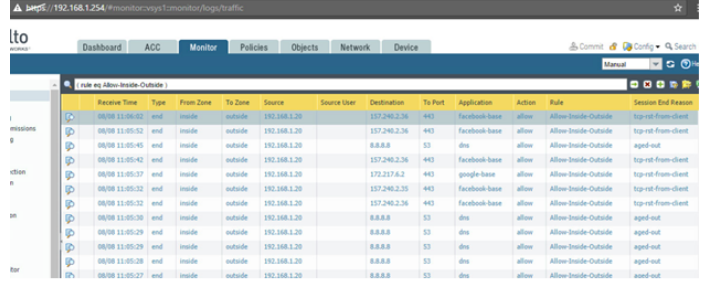 https://192.168.1.254/#monitor::vsys1::monitor/logs/traffic
lto
Dashboard ACC Monitor Policies Objects Network Device
Commit Config Search
Manual He
( rule eq Allow-Inside-Outside )
Receive Time Type From Zone To Zone Source Source User Destination To Port Application Action Rule Session End Reason
08/08 11:06:02 end inside outside 192.168.1.20 157.240.2.36 443 facebook-base allow Allow-Inside-Outside tcp-rst-from-client
08/08 11:05:52 end inside outside 192.168.1.20 157.240.2.36 443 facebook-base allow Allow-Inside-Outside tcp-rst-from-client
08/08 11:05:45 end inside outside 192.168.1.20 8.8.8.8 53 dns allow Allow-Inside-Outside aged-out
08/08 11:05:42 end inside outside 192.168.1.20 157.240.2.36 443 facebook-base allow Allow-Inside-Outside tcp-rst-from-client
08/08 11:05:37 end inside outside 192.168.1.20 172.217.6.2 443 google-base allow Allow-Inside-Outside tcp-rst-from-client
08/08 11:05:32 end inside outside 192.168.1.20 157.240.2.35 443 facebook-base allow Allow-Inside-Outside tcp-rst-from-client
08/08 11:05:32 end inside outside 192.168.1.20 157.240.2.36 443 facebook-base allow Allow-Inside-Outside tcp-rst-from-client
08/08 11:05:30 end inside outside 192.168.1.20 8.8.8.8 53 dns allow Allow-Inside-Outside aged-out
08/08 11:05:29 end inside outside 192.168.1.20 8.8.8.8 53 dns allow Allow-Inside-Outside aged-out
08/08 11:05:29 end inside outside 192.168.1.20 8.8.8.8 53 dns allow Allow-Inside-Outside aged-out
08/08 11:05:28 end inside outside 192.168.1.20 8.8.8.8 53 dns allow Allow-Inside-Outside aged-out
08/08 11:05:27 end inside outside 192.168.1.20 8.8.8.8 53 dns allow Allow-Inside-Outside aged-out
missions
ction
n
on
tor